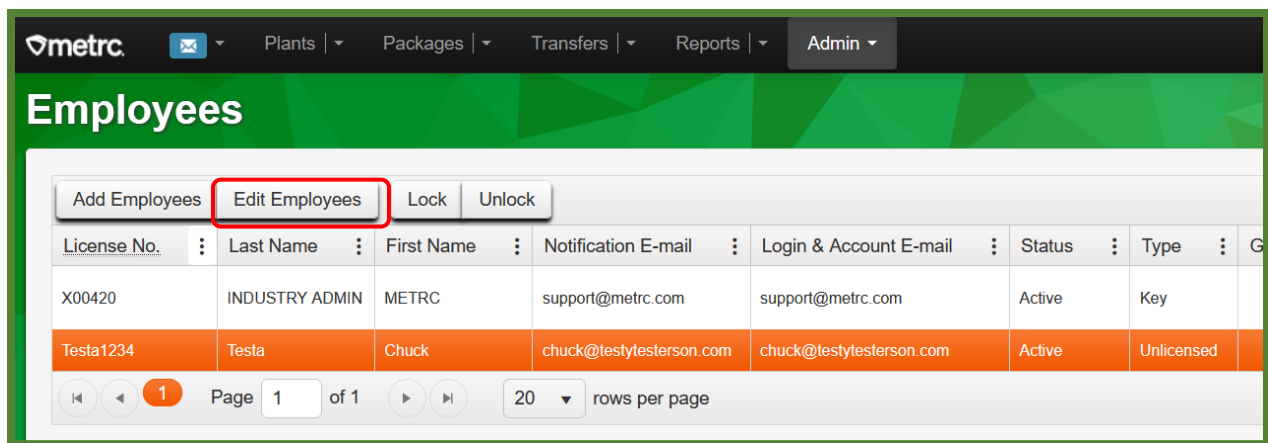 metrc. Plants Packages Transfers Reports Admin
Employees
Add Employees Edit Employees Lock Unlock
License No. Last Name First Name Notification E-mail Login & Account E-mail Status Type G
X00420 INDUSTRY ADMIN METRC support@metrc.com support@metrc.com Active Key
Testa1234 Testa Chuck chuck@testytesterson.com chuck@testytesterson.com Active Unlicensed
1 Page 1 of 1 20 rows per page